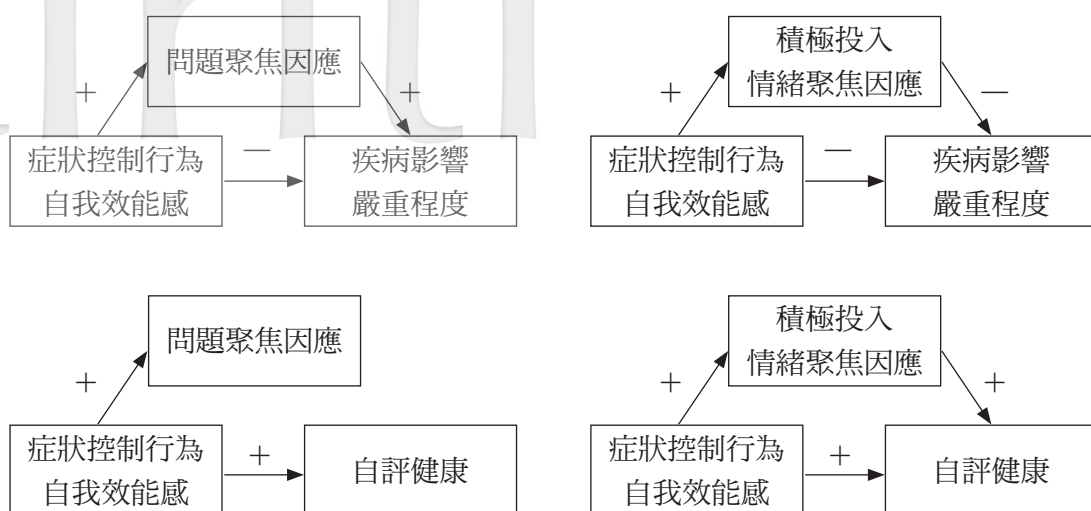 問題聚焦因應
+
+
症狀控制行為
自我效能感
—
疾病影響
嚴重程度
積極投入
情緒聚焦因應
+
—
症狀控制行為
自我效能感
—
疾病影響
嚴重程度
問題聚焦因應
+
症狀控制行為
自我效能感
+
自評健康
積極投入
情緒聚焦因應
+
+
症狀控制行為
自我效能感
+
自評健康